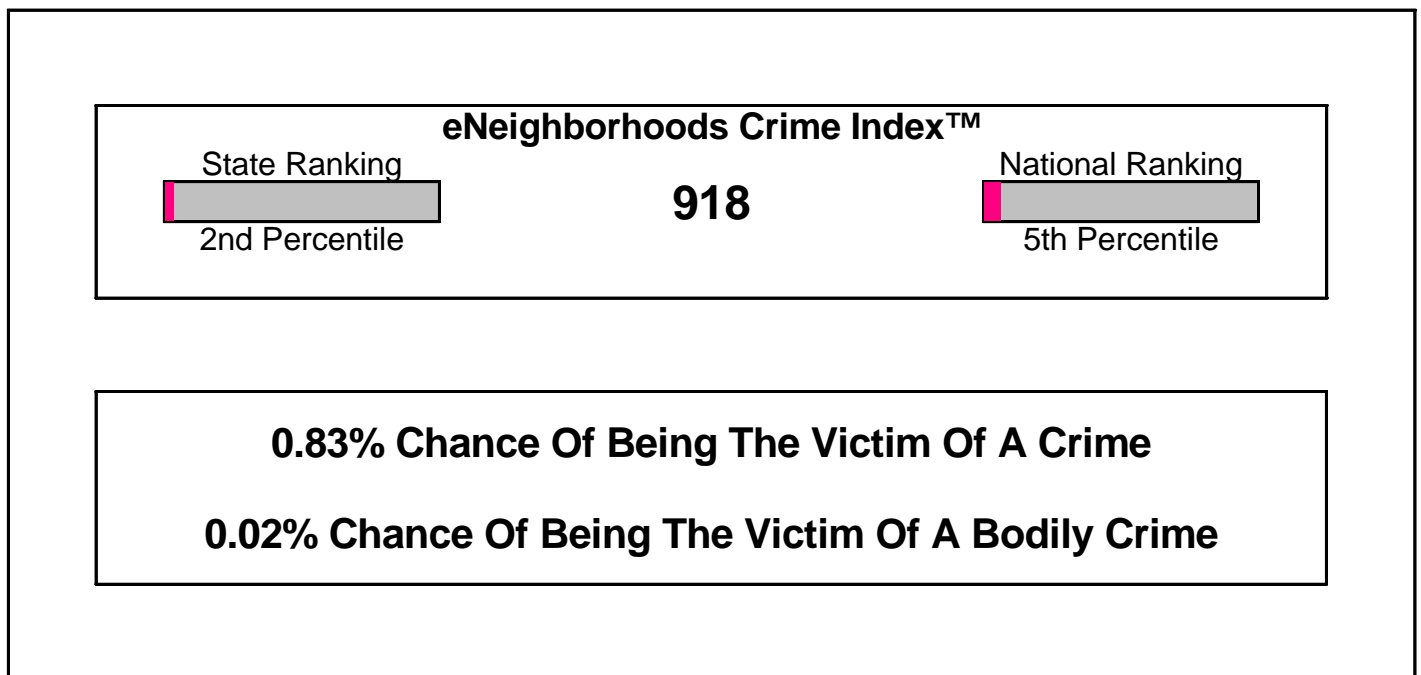 eNeighborhoods Crime Index™
State Ranking
2nd Percentile
918
National Ranking
5th Percentile
0.83% Chance Of Being The Victim Of A Crime
0.02% Chance Of Being The Victim Of A Bodily Crime